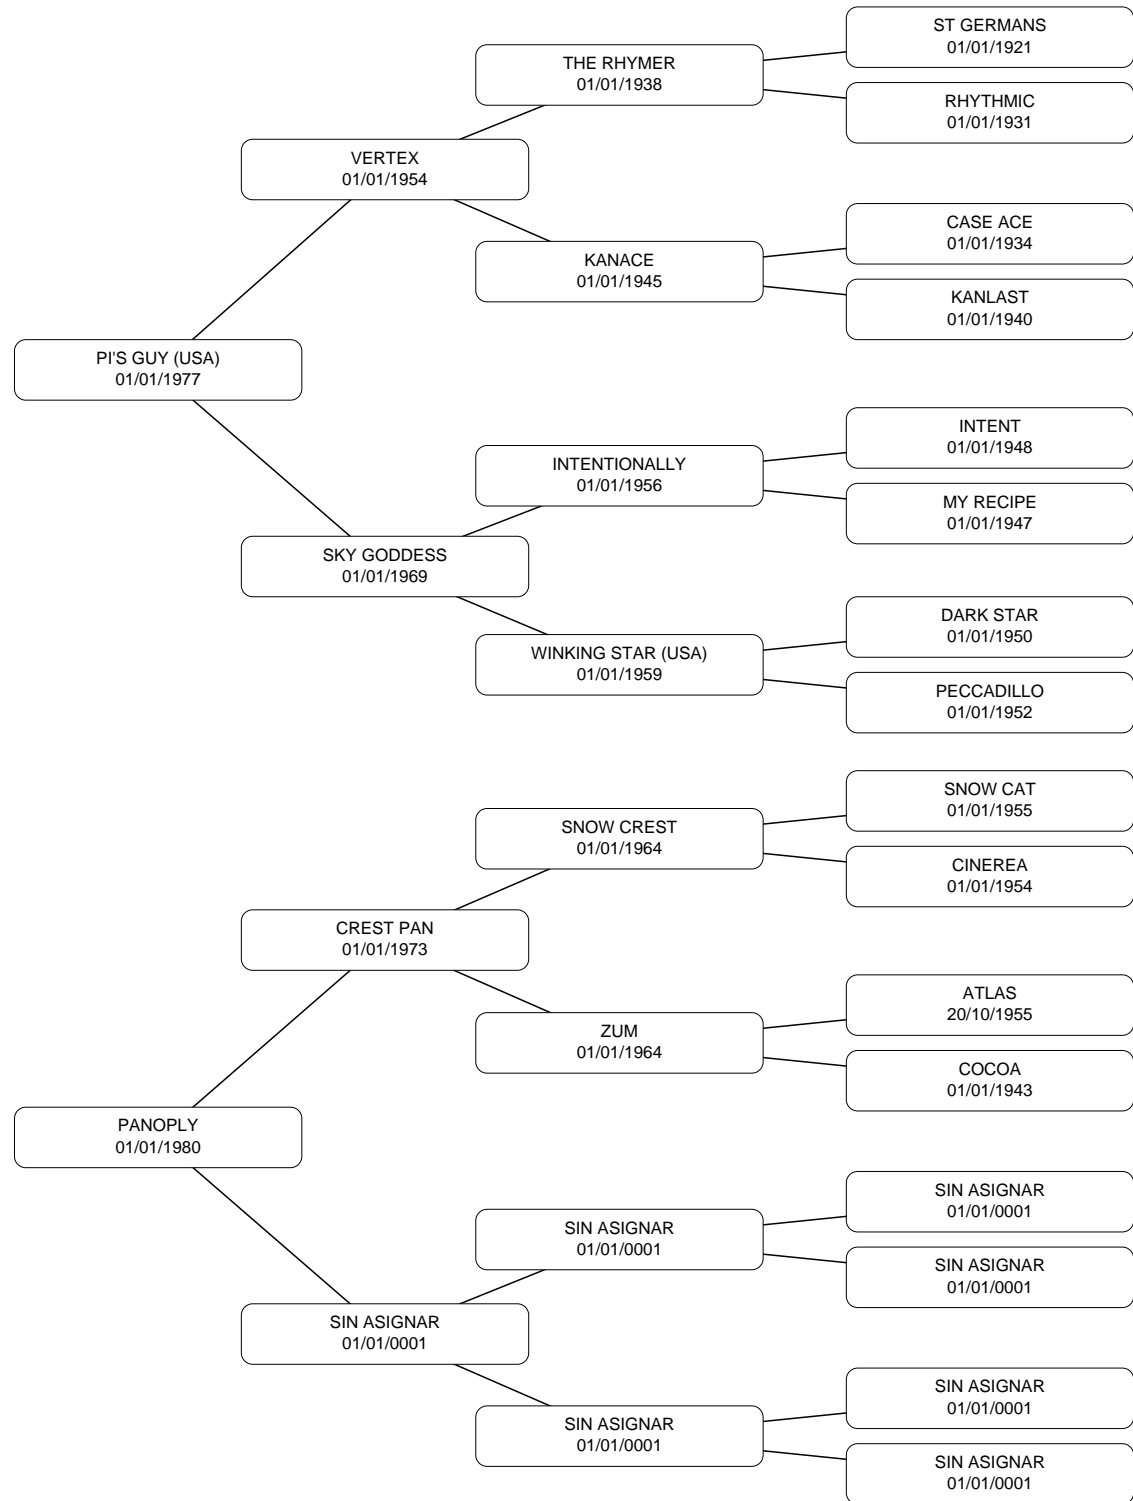 ST GERMANS
01/01/1921
THE RHYMER
01/01/1938
RHYTHMIC
01/01/1931
VERTEX
01/01/1954
CASE ACE
01/01/1934
KANACE
01/01/1945
KANLAST
01/01/1940
PI'S GUY (USA)
01/01/1977
INTENT
01/01/1948
INTENTIONALLY
01/01/1956
MY RECIPE
01/01/1947
SKY GODDESS
01/01/1969
DARK STAR
01/01/1950
WINKING STAR (USA)
01/01/1959
PECCADILLO
01/01/1952
SNOW CAT
01/01/1955
SNOW CREST
01/01/1964
CINEREA
01/01/1954
CREST PAN
01/01/1973
ATLAS
20/10/1955
ZUM
01/01/1964
COCOA
01/01/1943
PANOPLY
01/01/1980
SIN ASIGNAR
01/01/0001
SIN ASIGNAR
01/01/0001
SIN ASIGNAR
01/01/0001
SIN ASIGNAR
01/01/0001
SIN ASIGNAR
01/01/0001
SIN ASIGNAR
01/01/0001
SIN ASIGNAR
01/01/0001